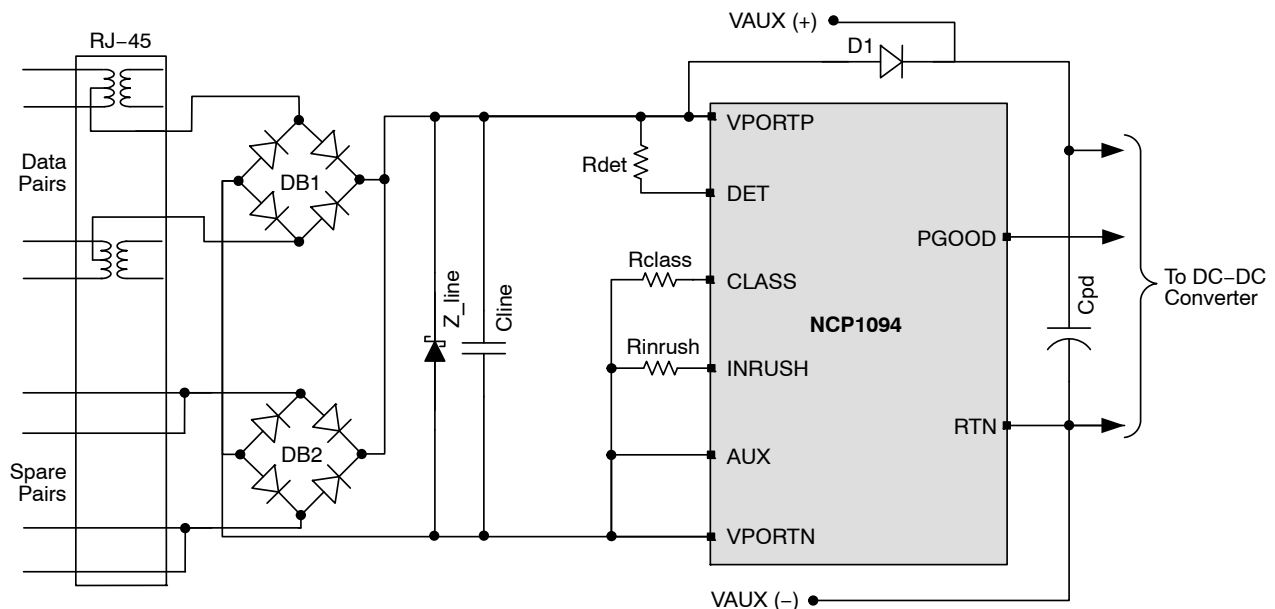 VAUX (+)
RJ−45
D1
VPORTP
Rdet
Data
Pairs
DB1
DET
PGOOD
Rclass
CLASS
To DC−DC
Converter
Z_line
Cline
Cpd
NCP1094
Rinrush
INRUSH
RTN
DB2
AUX
Spare
Pairs
VPORTN
VAUX (−)